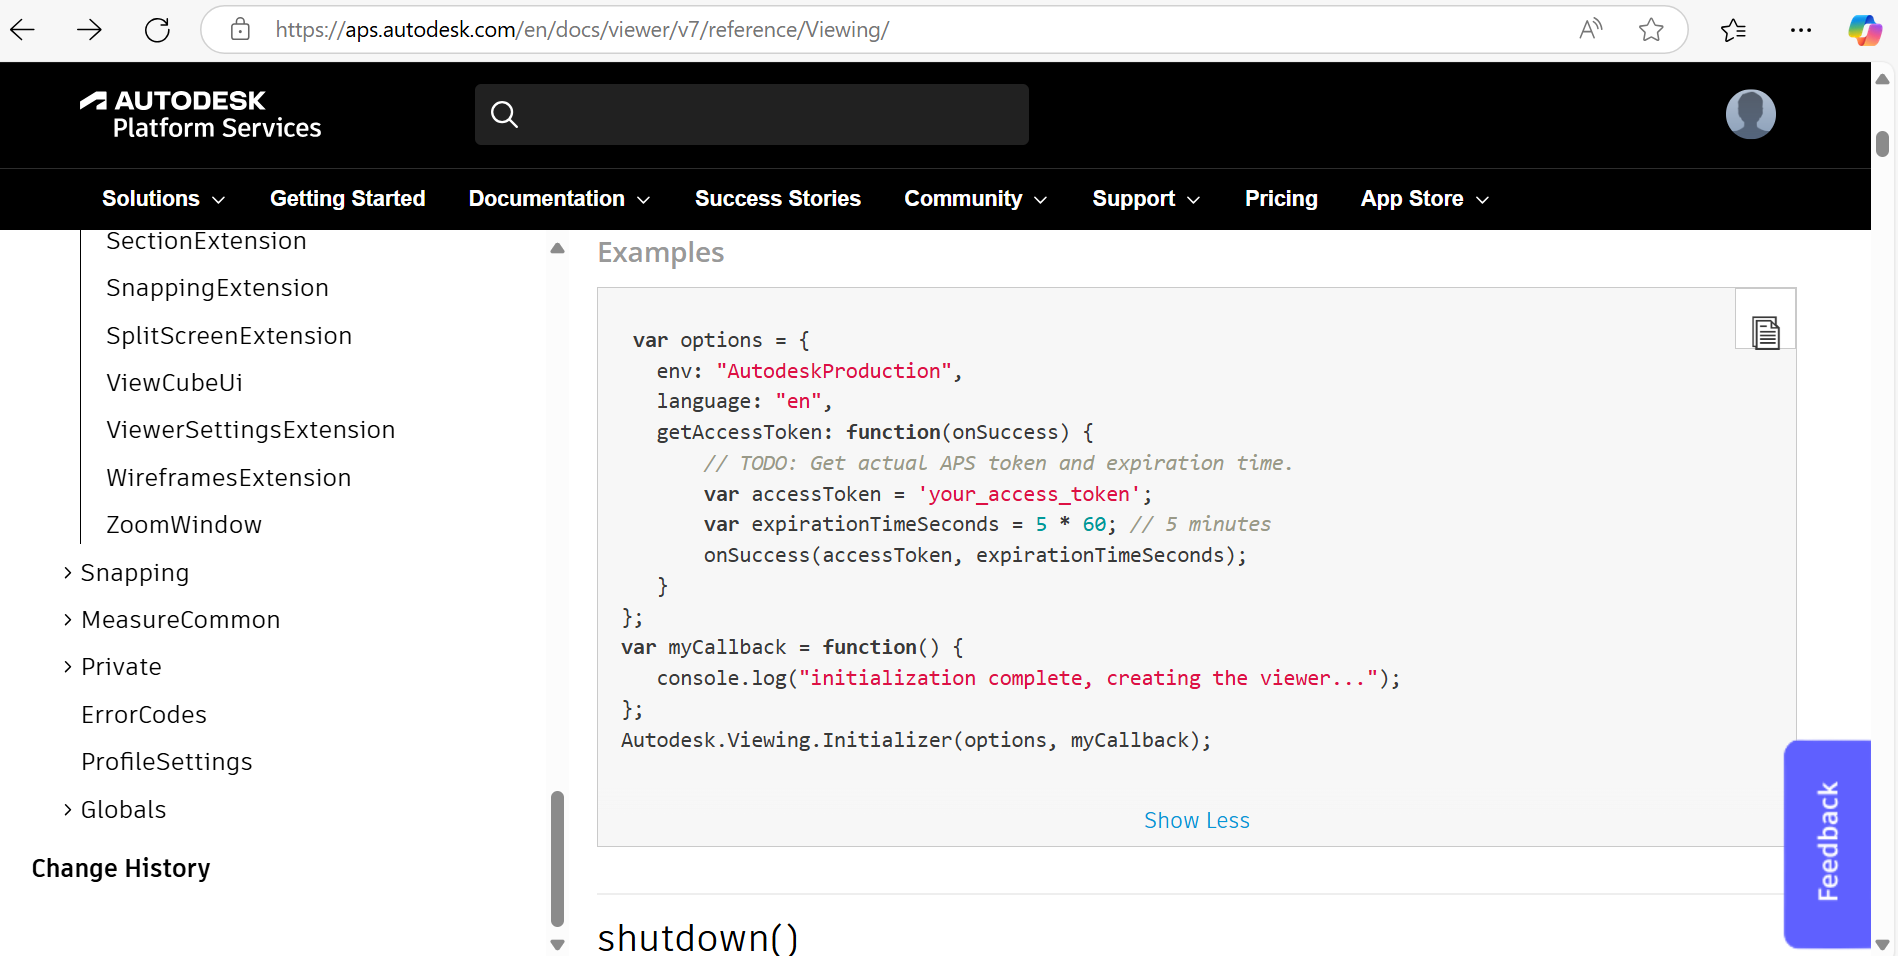 https://aps.autodesk.com/en/docs/viewer/v7/reference/Viewing/
AUTODESK
Platform Services
Solutions Getting Started Documentation Success Stories Community Support Pricing App Store
SectionExtension
SnappingExtension
SplitScreenExtension
ViewCubeUi
ViewerSettingsExtension
WireframesExtension
ZoomWindow
Snapping
MeasureCommon
Private
ErrorCodes
ProfileSettings
Globals
Change History
Examples
var options = {
env: "AutodeskProduction",
language: "en",
getAccessToken: function(onSuccess) {
// TODO: Get actual APS token and expiration time.
var accessToken = 'your_access_token';
var expirationTimeSeconds = 5 * 60; // 5 minutes
onSuccess(accessToken, expirationTimeSeconds);
}
};
var myCallback = function() {
console.log("initialization complete, creating the viewer...");
};
Autodesk.Viewing.Initializer(options, myCallback);
Show Less
shutdown()
Feedback